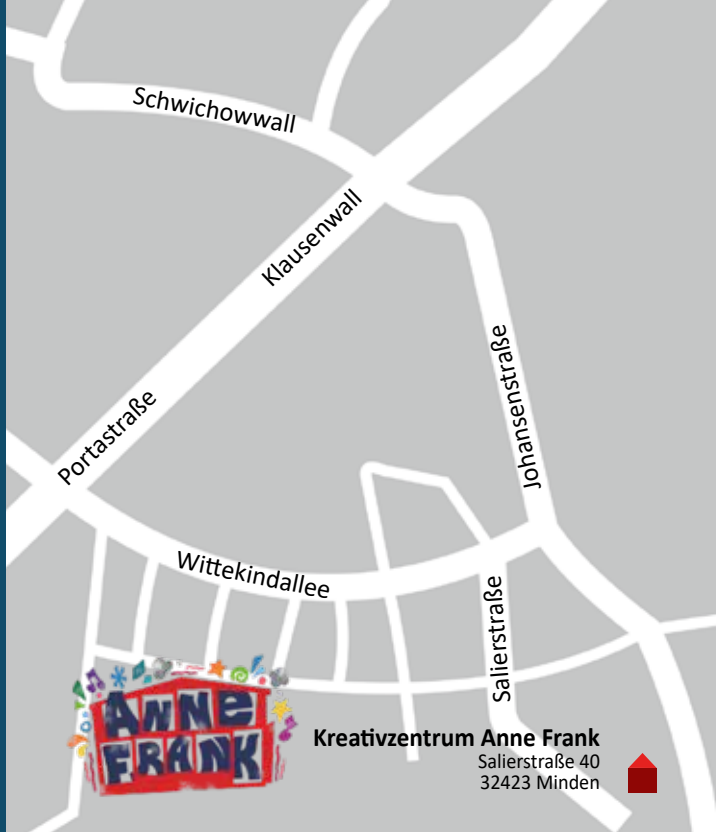 Schwichowwall
Klausenwall
Portastraße
Johansenstraße
Wittekindallee
Salierstraße
ANNE
FRANK
Kreativzentrum Anne Frank
Salierstraße 40
32423 Minden